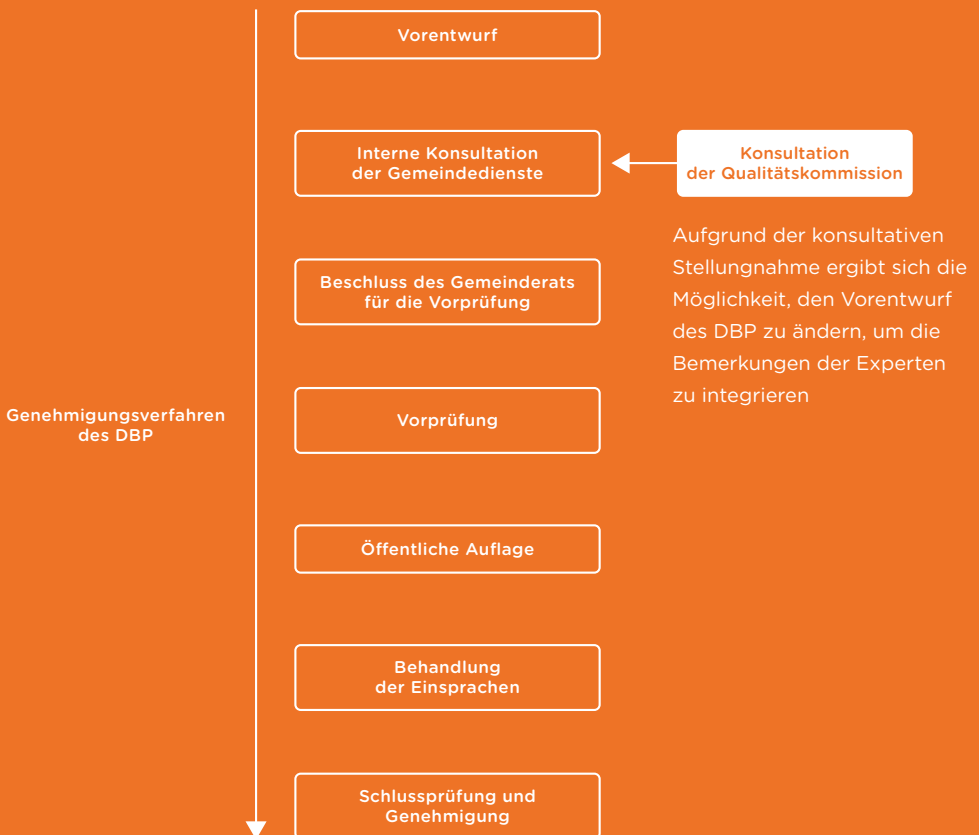 Vorentwurf
Interne Konsultation
der Gemeindedienste
Konsultation
der Qualitätskommission
Aufgrund der konsultativen
Stellungnahme ergibt sich die
Möglichkeit, den Vorentwurf
des DBP zu ändern, um die
Bemerkungen der Experten
zu integrieren
Beschluss des Gemeinderats
für die Vorprüfung
Genehmigungsverfahren
des DBP
Vorprüfung
Öffentliche Auflage
Behandlung
der Einsprachen
Schlussprüfung und
Genehmigung